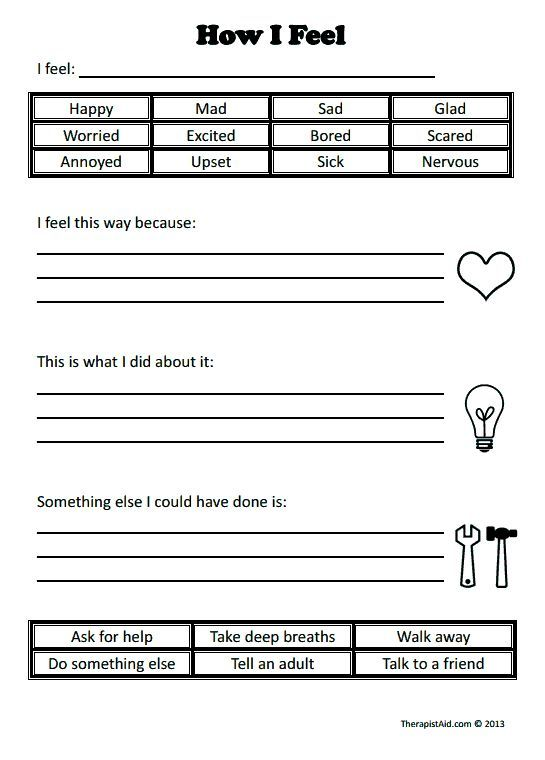 How I Feel
I feel:
Happy Mad Sad Glad
Worried Excited Bored Scared
Annoyed Upset Sick Nervous
I feel this way because:
This is what I did about it:
Something else I could have done is:
Ask for help Take deep breaths Walk away
Do something else Tell an adult Talk to a friend
TherapistAid.com © 2013